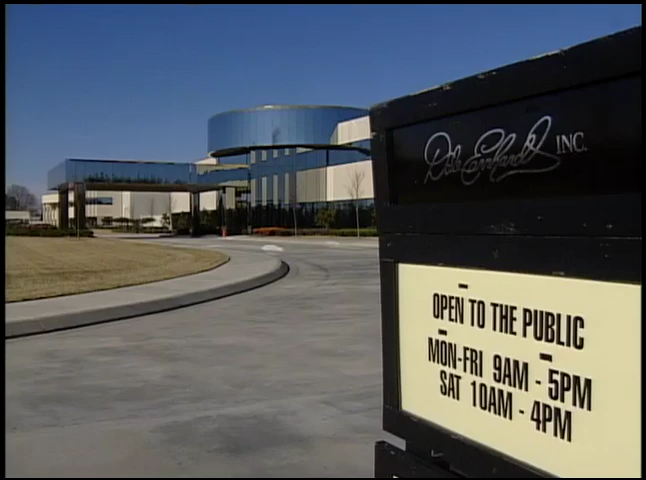 Dale Earnhardt INC.
OPEN TO THE PUBLIC
MON-FRI 9AM - 5PM
SAT 10AM - 4PM